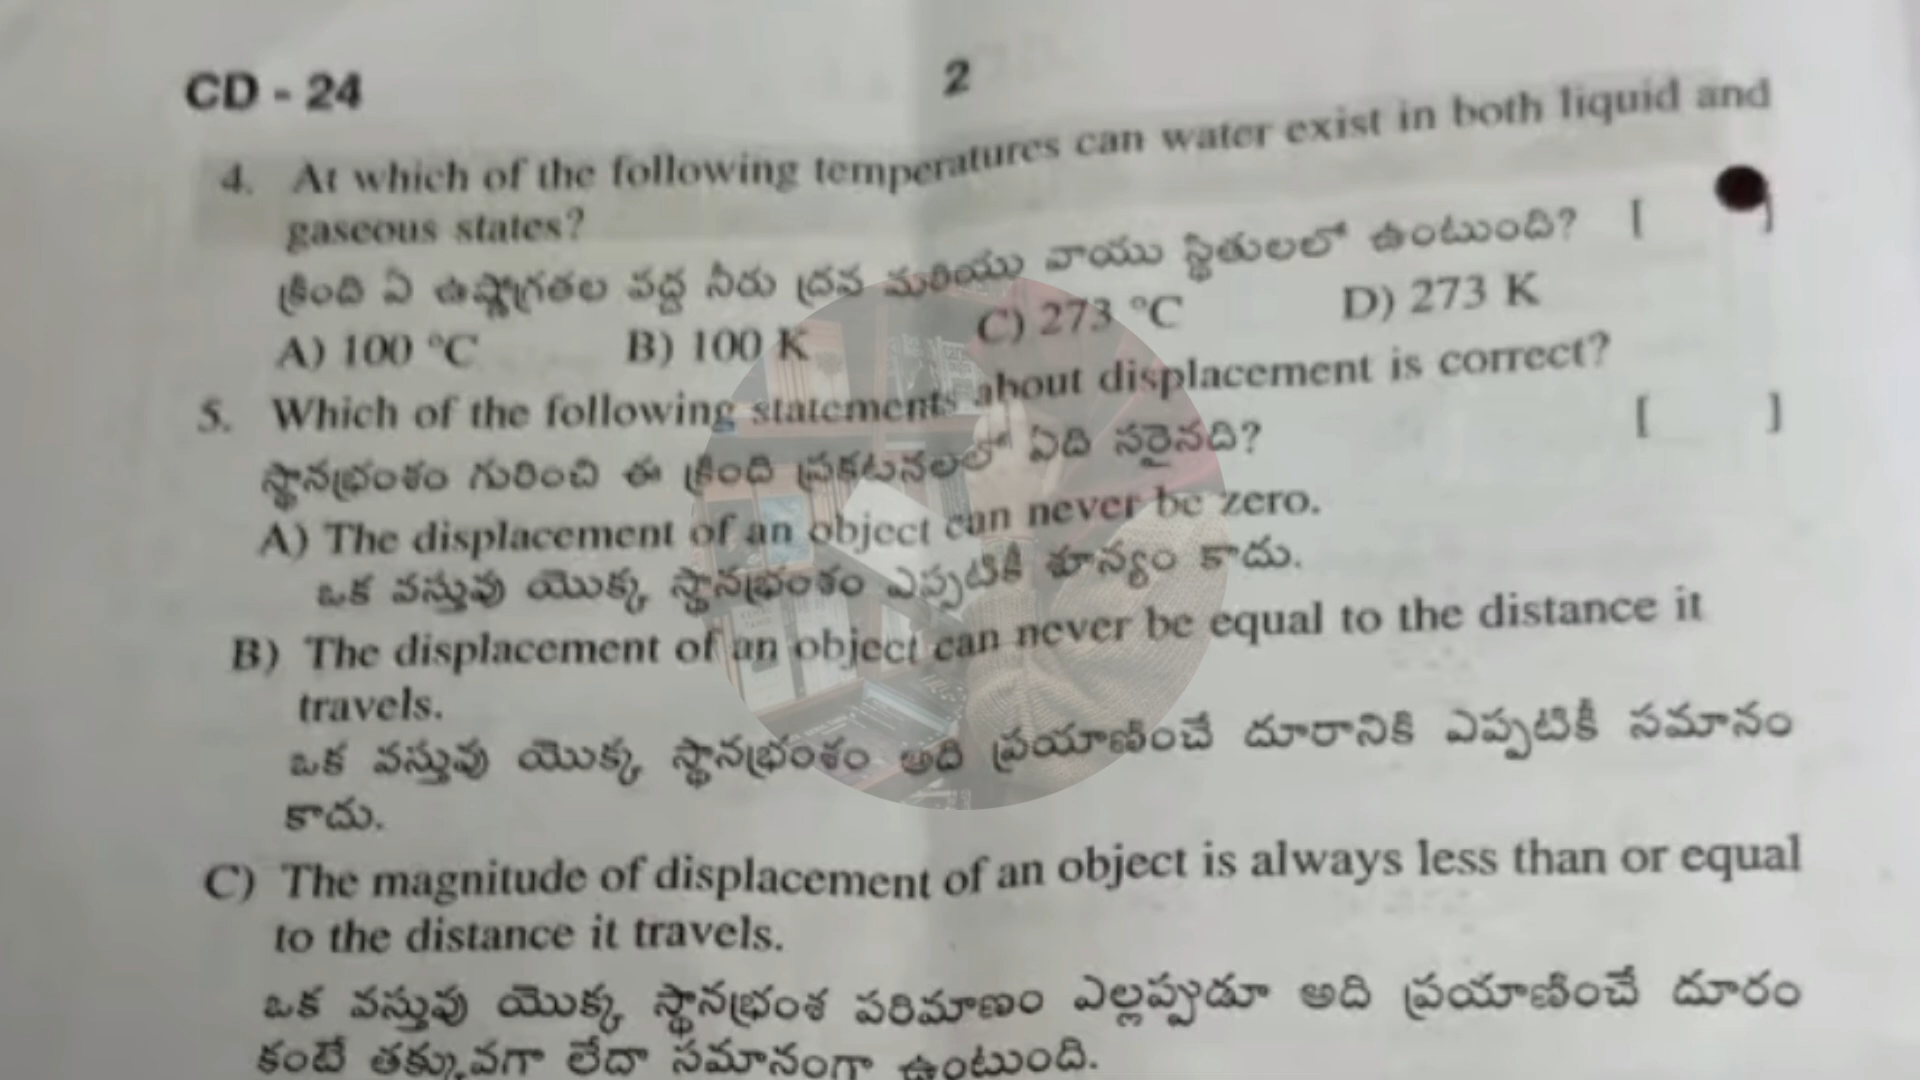 CD - 24
2
4. At which of the following temperatures can water exist in both liquid and
gaseous states?
క్రింది ఏ ఉష్ణోగ్రతల వద్ద నీరు ద్రవ మరియు వాయు స్థితులలో ఉంటుంది? [ ]
A) 100 °C B) 100 K C) 273 °C D) 273 K
5. Which of the following statements about displacement is correct?
స్థానభ్రంశం గురించి ఈ క్రింది ప్రకటనలలో ఏది సరైనది? [ ]
A) The displacement of an object can never be zero.
ఒక వస్తువు యొక్క స్థానభ్రంశం ఎప్పటికీ శూన్యం కాదు.
B) The displacement of an object can never be equal to the distance it
travels.
ఒక వస్తువు యొక్క స్థానభ్రంశం అది ప్రయాణించే దూరానికి ఎప్పటికీ సమానం
కాదు.
C) The magnitude of displacement of an object is always less than or equal
to the distance it travels.
ఒక వస్తువు యొక్క స్థానభ్రంశ పరిమాణం ఎల్లప్పుడూ అది ప్రయాణించే దూరం
కంటే తక్కువగా లేదా సమానంగా ఉంటుంది.